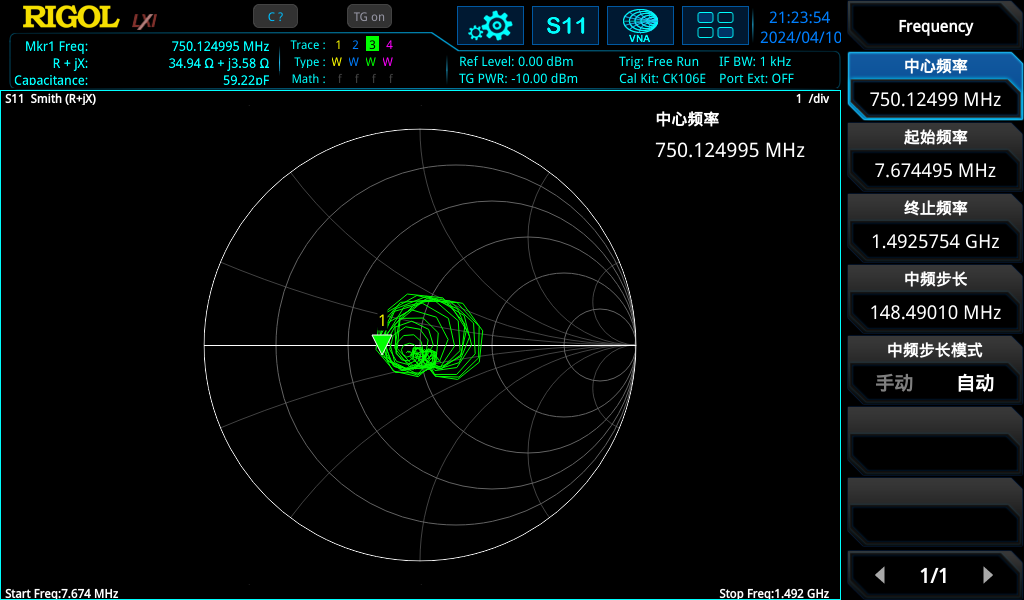 RIGOL LXI C ? TG on S11 VNA 21:23:54
2024/04/10
Mkr1 Freq: 750.124995 MHz
R + jX: 34.94 Ω + j3.58 Ω
Capacitance: 59.22pF
Trace : 1 2 3 4
Type : W W W W
Math : f f f f
Ref Level: 0.00 dBm Trig: Free Run IF BW: 1 kHz
TG PWR: -10.00 dBm Cal Kit: CK106E Port Ext: OFF
S11 Smith (R+jX) 1 /div
中心频率
750.124995 MHz
1
Start Freq:7.674 MHz Stop Freq:1.492 GHz
Frequency
中心频率
750.12499 MHz
起始频率
7.674495 MHz
终止频率
1.4925754 GHz
中频步长
148.49010 MHz
中频步长模式
手动 自动
1/1